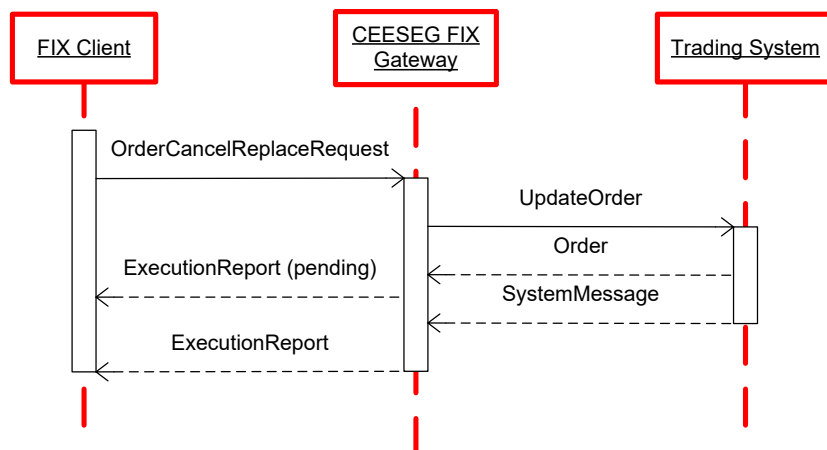 FIX Client
CEESEG FIX
Gateway
Trading System
OrderCancelReplaceRequest
UpdateOrder
Order
ExecutionReport (pending)
SystemMessage
ExecutionReport